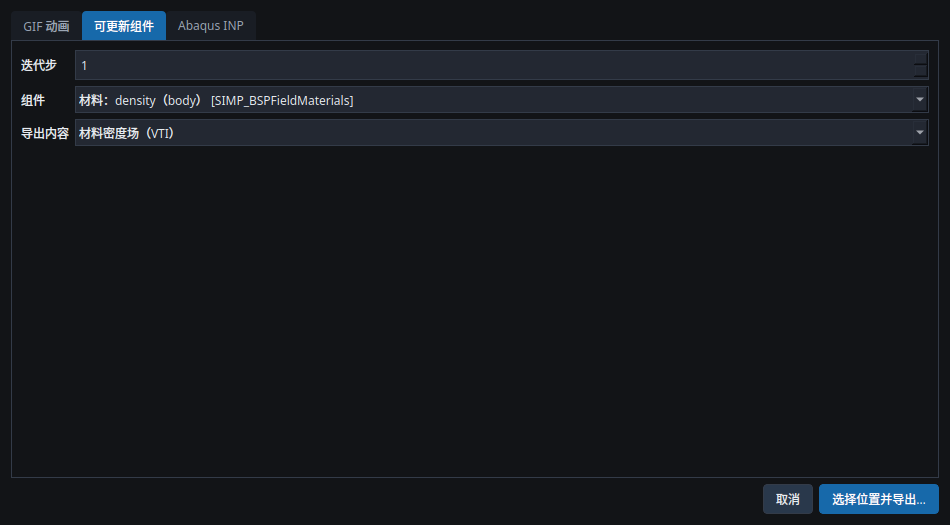 GIF 动画 可更新组件 Abaqus INP
迭代步 1
组件 材料：density（body） [SIMP_BSPFieldMaterials]
导出内容 材料密度场（VTI）
取消 选择位置并导出...